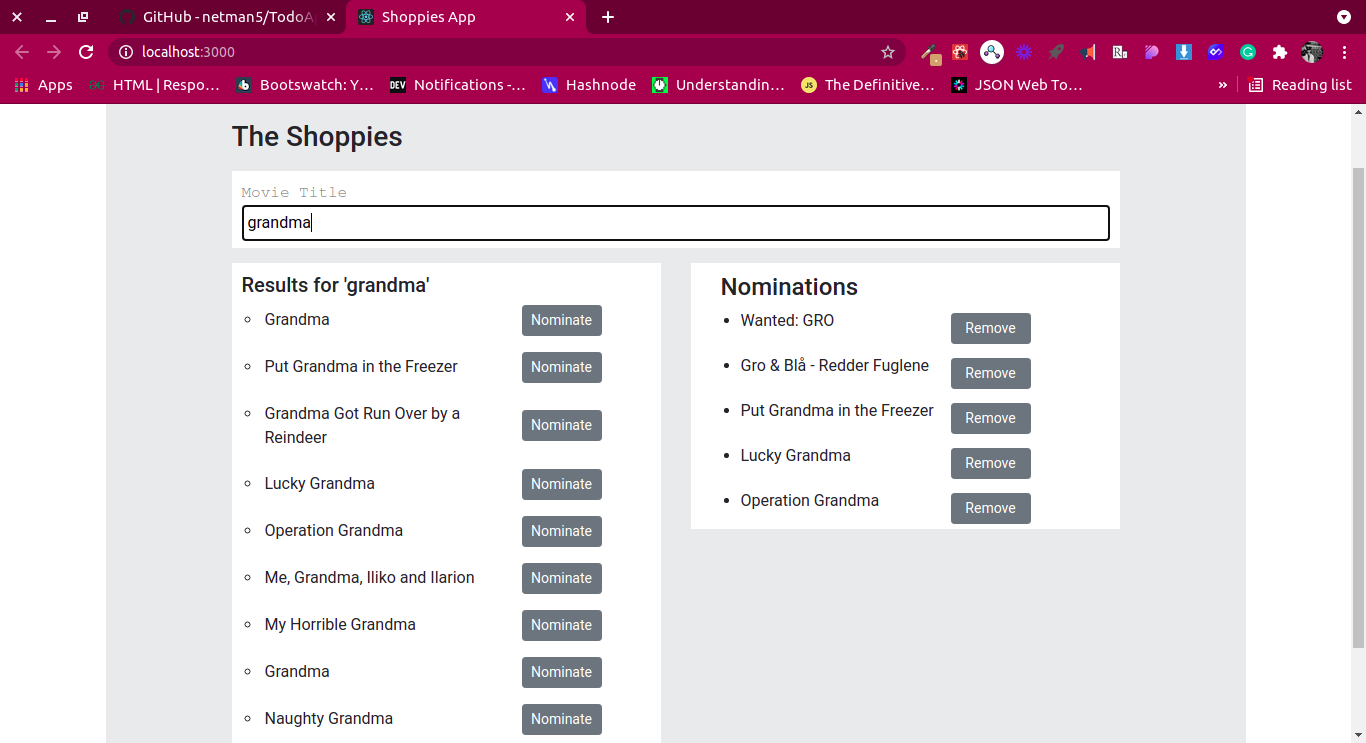 GitHub - netman5/TodoA
Shoppies App
localhost:3000
Apps
HTML | Respo…
Bootswatch: Y…
DEV
Notifications -…
Hashnode
Understandin…
JS
The Definitive…
JSON Web To…
»
Reading list
The Shoppies
Movie Title
grandma
Results for 'grandma'
Grandma Nominate
Put Grandma in the Freezer Nominate
Grandma Got Run Over by a
Reindeer Nominate
Lucky Grandma Nominate
Operation Grandma Nominate
Me, Grandma, Iliko and Ilarion Nominate
My Horrible Grandma Nominate
Grandma Nominate
Naughty Grandma Nominate
Nominations
Wanted: GRO Remove
Gro & Blå - Redder Fuglene Remove
Put Grandma in the Freezer Remove
Lucky Grandma Remove
Operation Grandma Remove